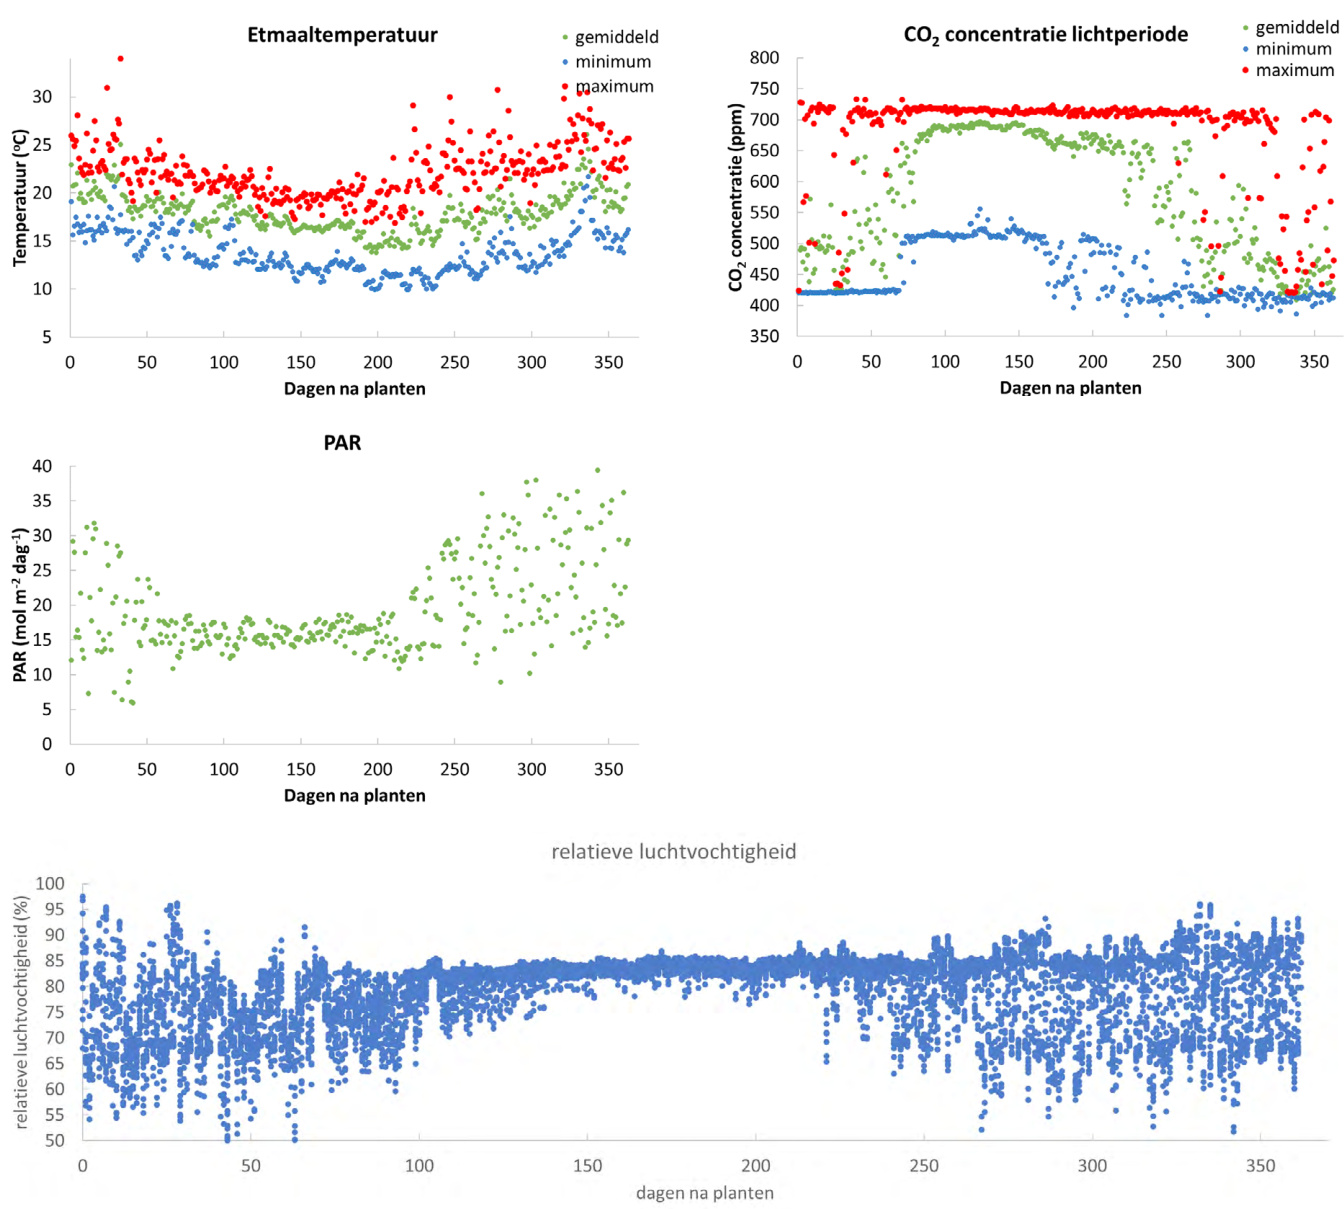 Etmaaltemperatuur
gemiddeld
minimum
maximum
30
25
20
15
10
5
Temperatuur (°C)
0 50 100 150 200 250 300 350
Dagen na planten
CO₂ concentratie lichtperiode
gemiddeld
minimum
maximum
800
750
700
650
600
550
500
450
400
350
CO₂ concentratie (ppm)
0 50 100 150 200 250 300 350
Dagen na planten
PAR
40
35
30
25
20
15
10
5
0
PAR (mol m⁻² dag⁻¹)
0 50 100 150 200 250 300 350
Dagen na planten
relatieve luchtvochtigheid
100
95
90
85
80
75
70
65
60
55
50
relatieve luchtvochtigheid (%)
0 50 100 150 200 250 300 350
dagen na planten